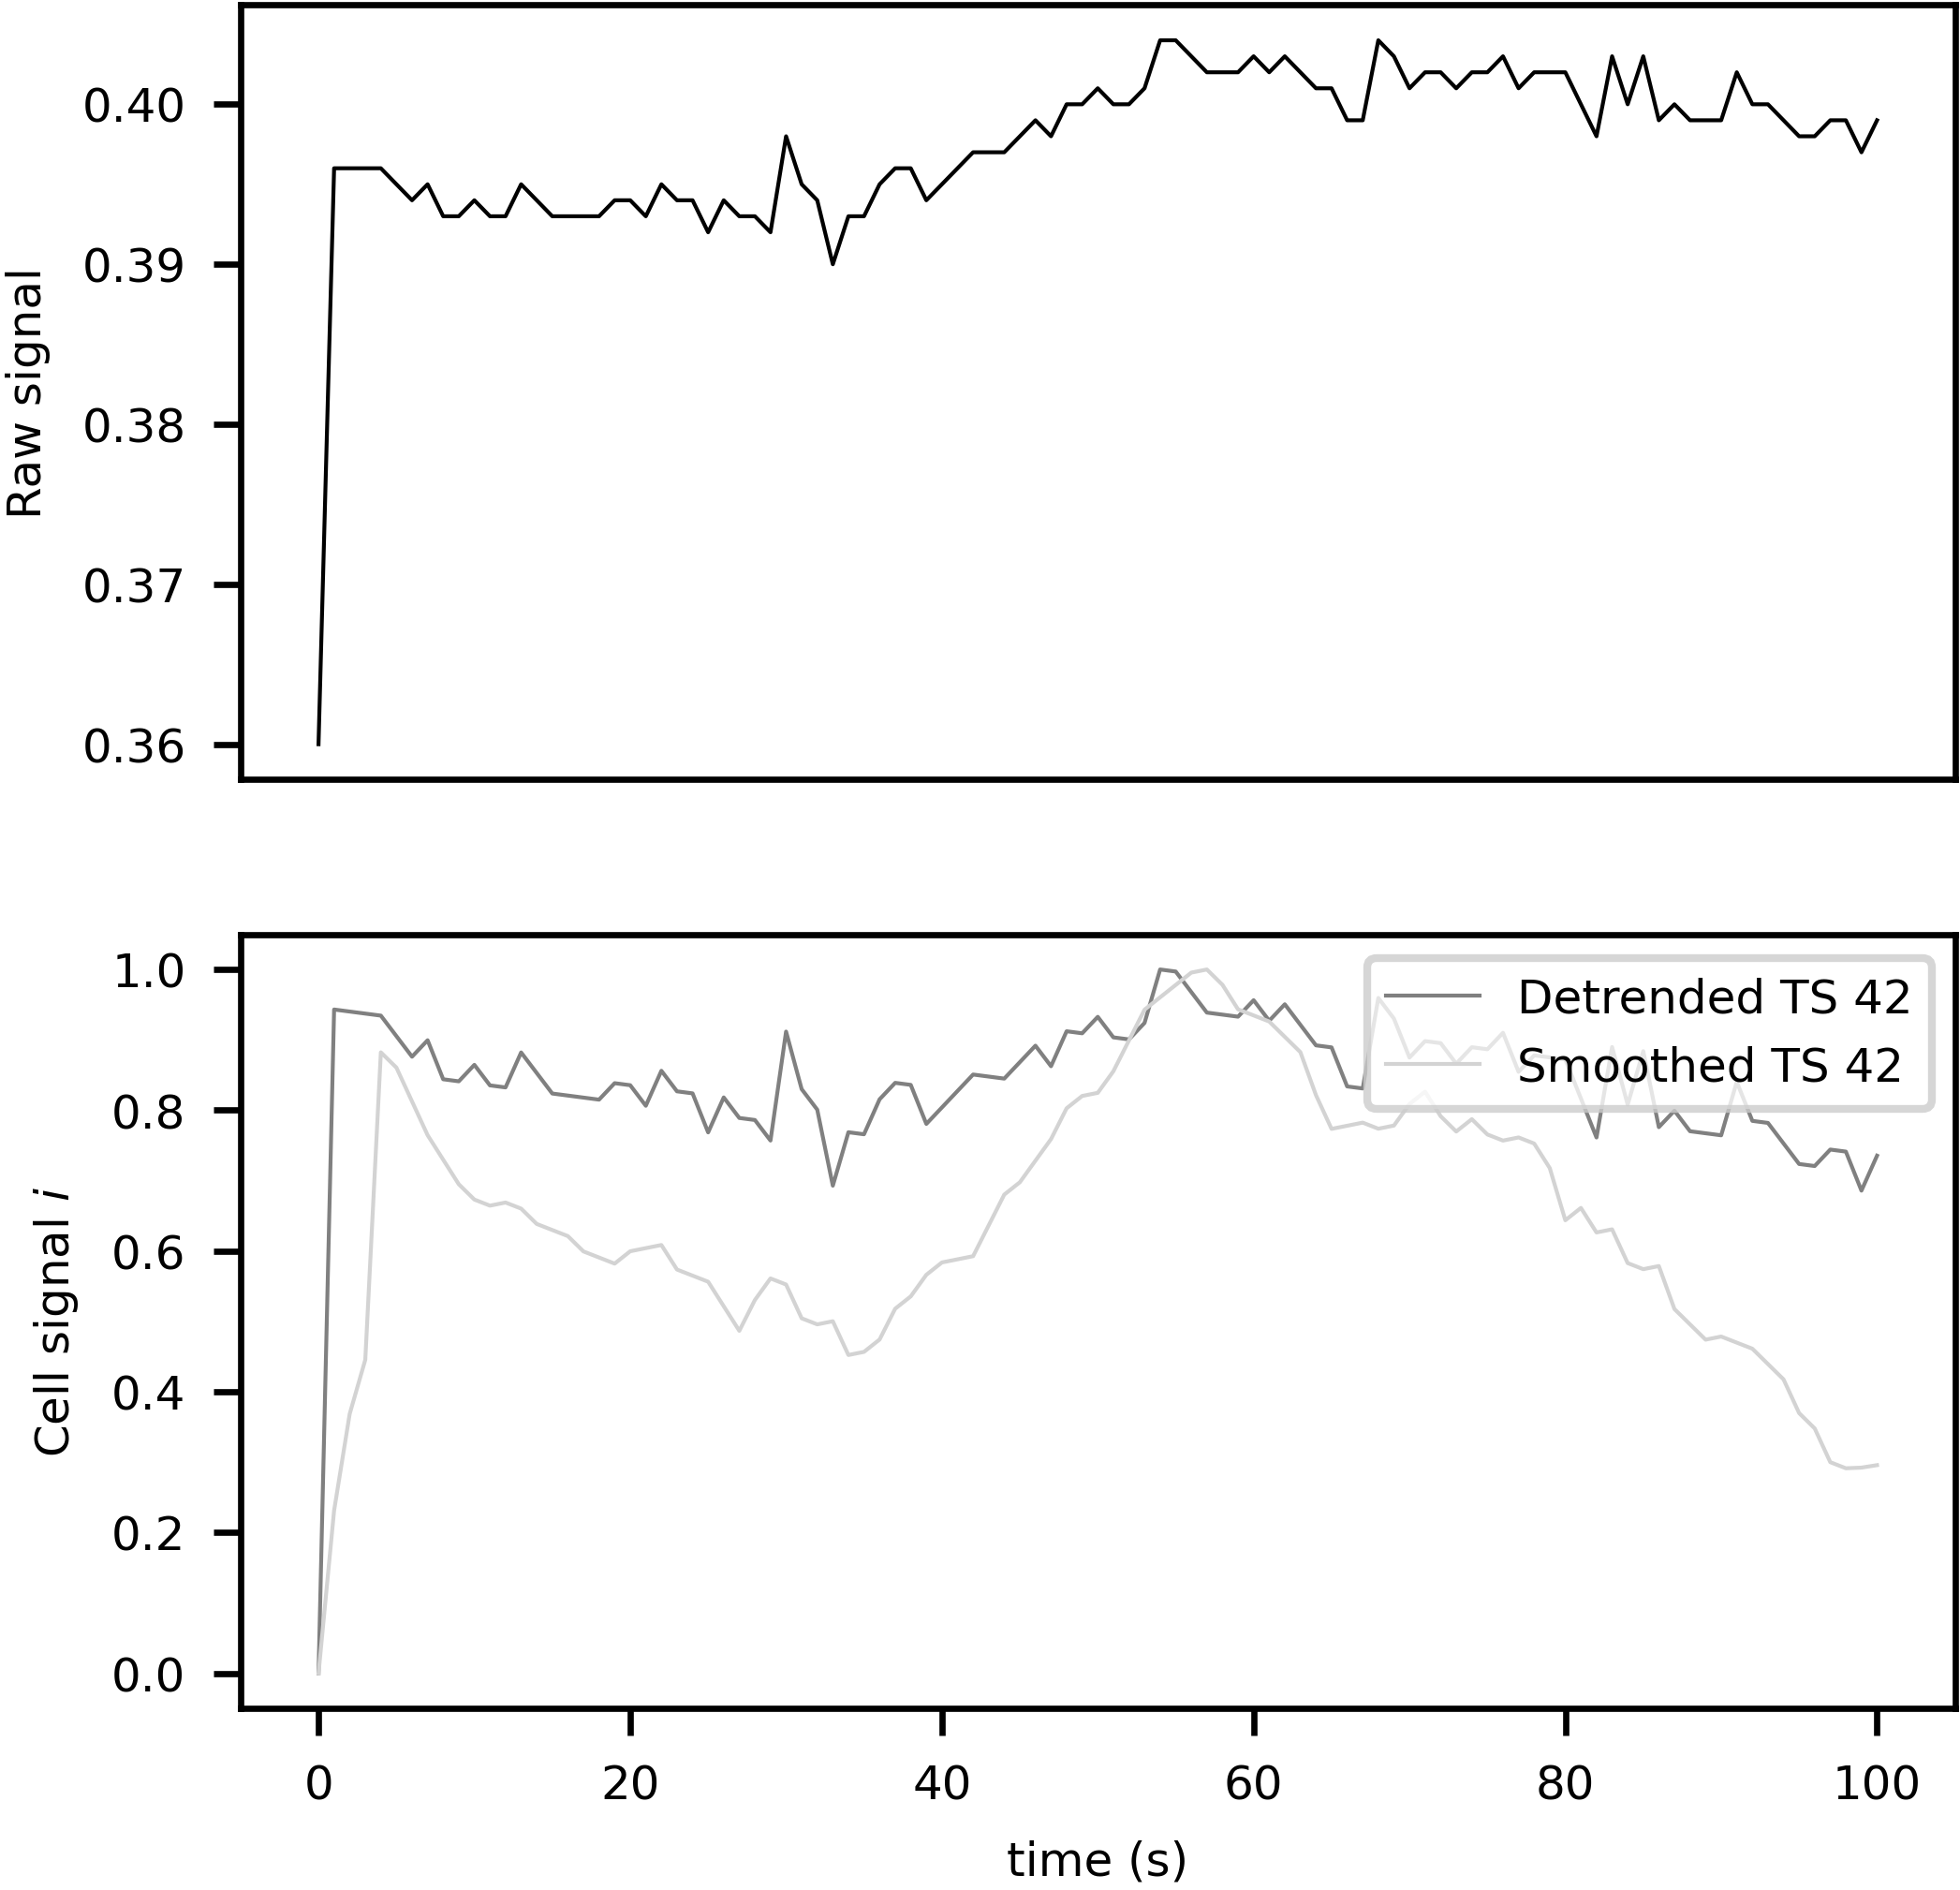 Raw signal
0.40
0.39
0.38
0.37
0.36
Cell signal i
1.0
0.8
0.6
0.4
0.2
0.0
Detrended TS 42
Smoothed TS 42
0 20 40 60 80 100
time (s)